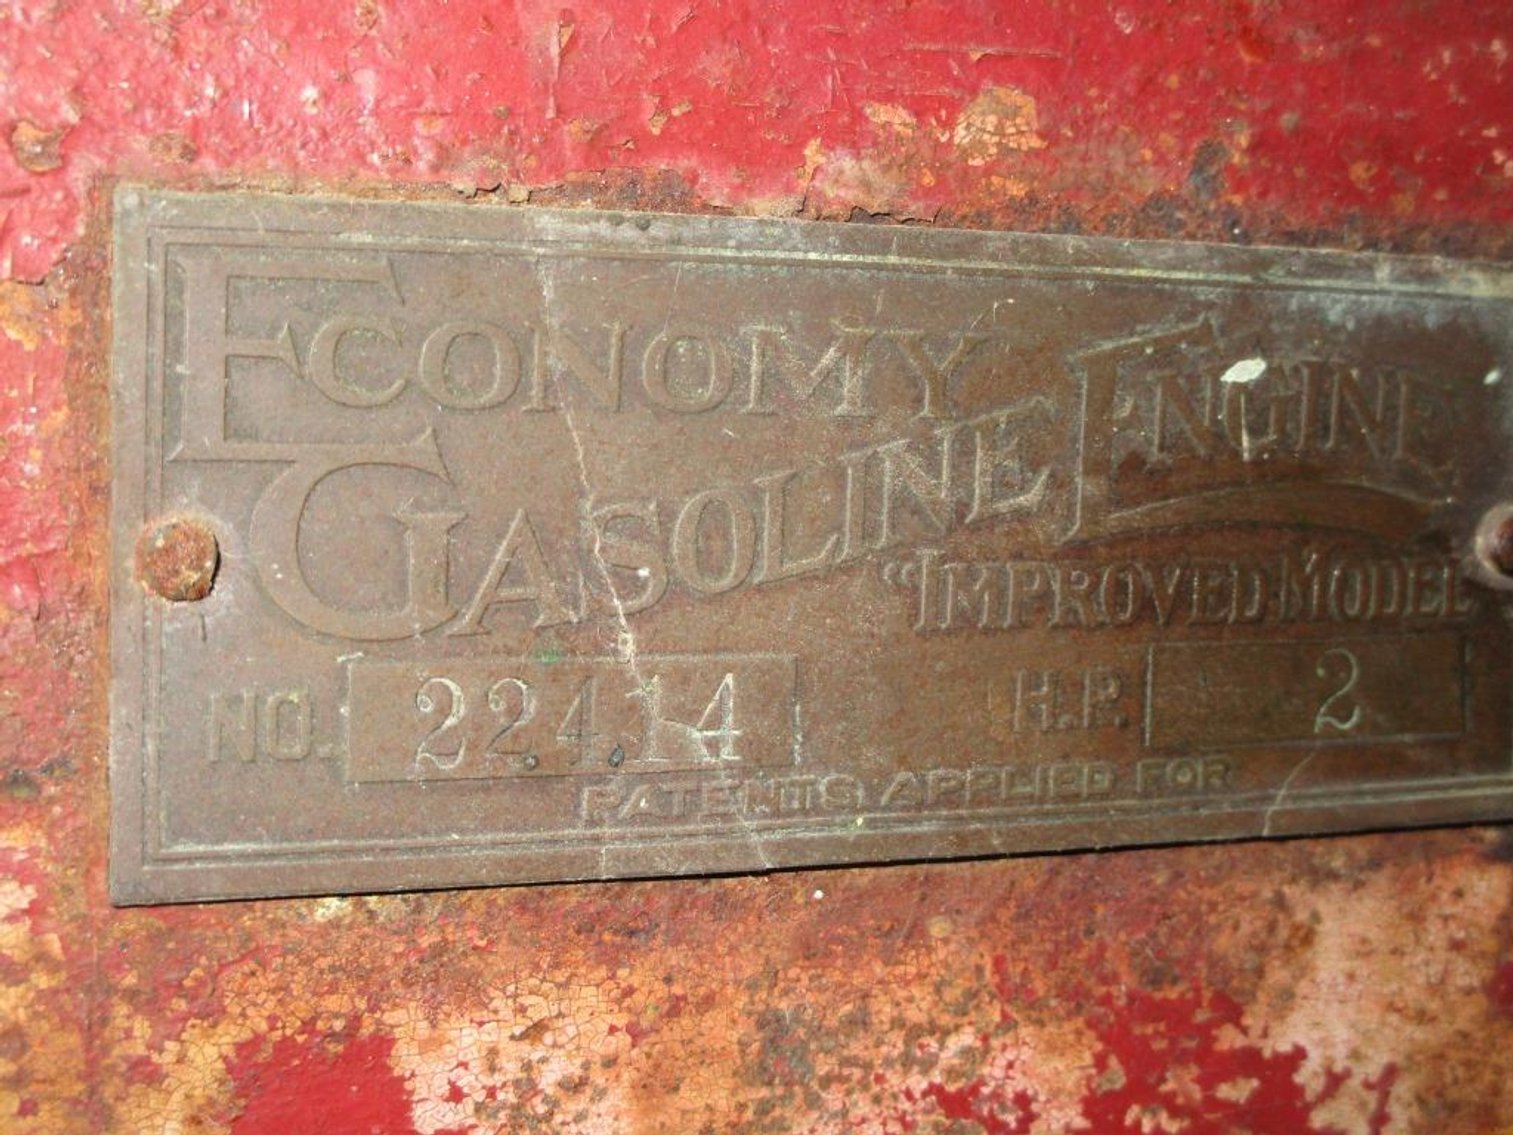 ECONOMY
GASOLINE ENGINE
"IMPROVED MODEL
NO. 22414 H.P. 2
PATENTS APPLIED FOR